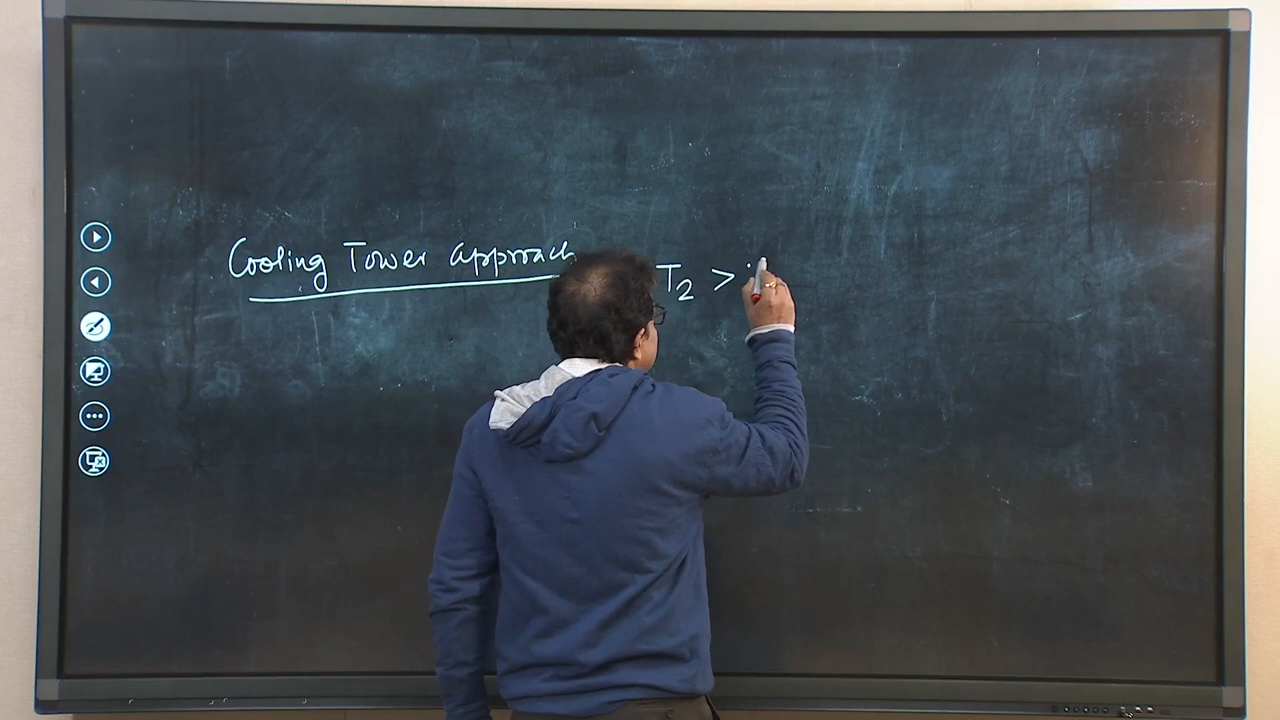 Cooling Tower approach
T₂ >